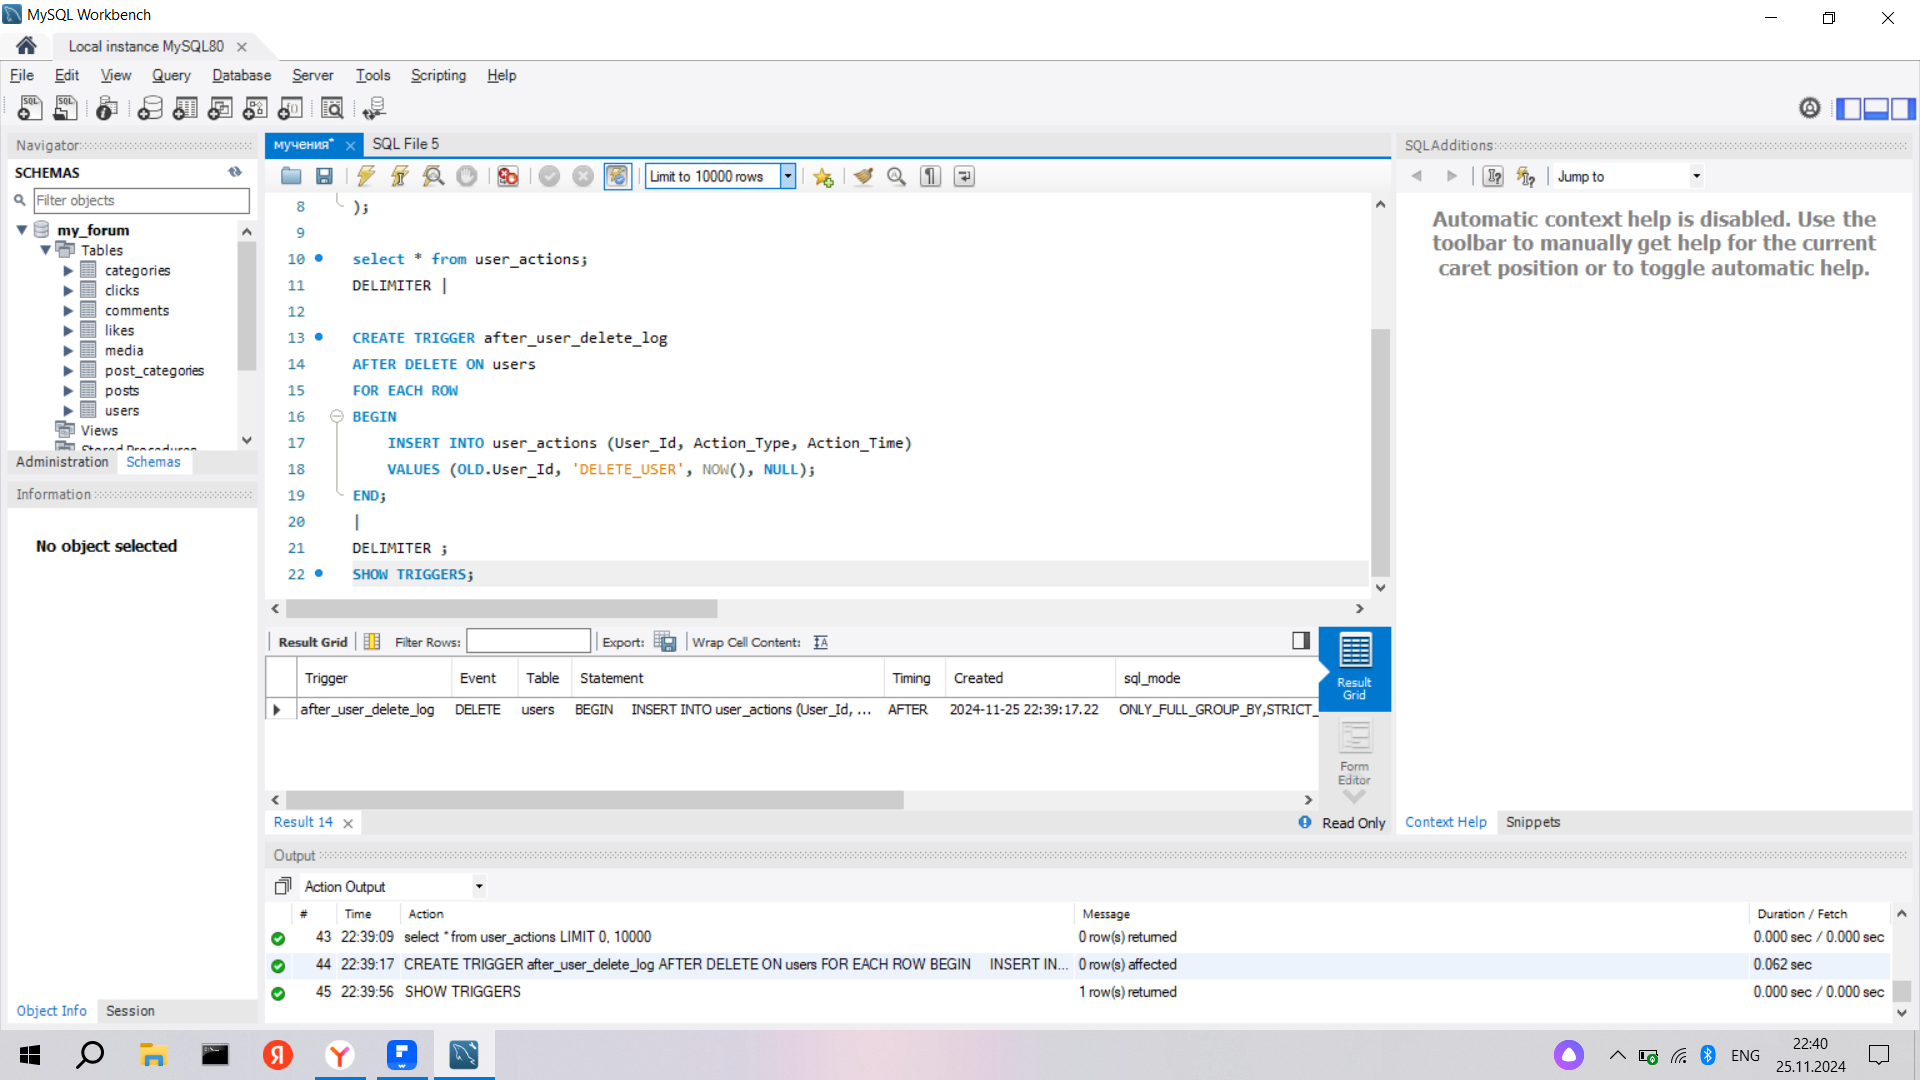 MySQL Workbench
Local instance MySQL80
File Edit View Query Database Server Tools Scripting Help
Navigator
SCHEMAS
Filter objects
my_forum
Tables
categories
clicks
comments
likes
media
post_categories
posts
users
Views
Stored Procedures
Administration Schemas
Information
No object selected
Object Info Session
мучения* SQL File 5
Limit to 10000 rows
8 );
9
10 select * from user_actions;
11 DELIMITER |
12
13 CREATE TRIGGER after_user_delete_log
14 AFTER DELETE ON users
15 FOR EACH ROW
16 BEGIN
17 INSERT INTO user_actions (User_Id, Action_Type, Action_Time)
18 VALUES (OLD.User_Id, 'DELETE_USER', NOW(), NULL);
19 END;
20 |
21 DELIMITER ;
22 SHOW TRIGGERS;
Result Grid Filter Rows: Export: Wrap Cell Content:
Trigger Event Table Statement Timing Created sql_mode
after_user_delete_log DELETE users BEGIN INSERT INTO user_actions (User_Id, ... AFTER 2024-11-25 22:39:17.22 ONLY_FULL_GROUP_BY,STRICT_
Result
Grid
Form
Editor
Result 14
Read Only
SQLAdditions
Jump to
Automatic context help is disabled. Use the
toolbar to manually get help for the current
caret position or to toggle automatic help.
Context Help Snippets
Output
Action Output
# Time Action Message Duration / Fetch
43 22:39:09 select * from user_actions LIMIT 0, 10000 0 row(s) returned 0.000 sec / 0.000 sec
44 22:39:17 CREATE TRIGGER after_user_delete_log AFTER DELETE ON users FOR EACH ROW BEGIN INSERT IN... 0 row(s) affected 0.062 sec
45 22:39:56 SHOW TRIGGERS 1 row(s) returned 0.000 sec / 0.000 sec
ENG
22:40
25.11.2024